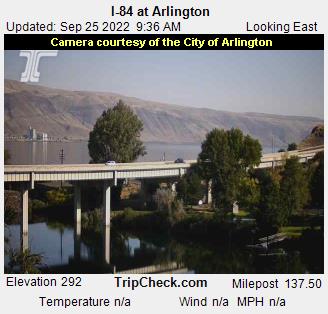 I-84 at Arlington
Updated: Sep 25 2022 9:36 AM Looking East
Camera courtesy of the City of Arlington
Elevation 292 TripCheck.com Milepost 137.50
Temperature n/a Wind n/a MPH n/a